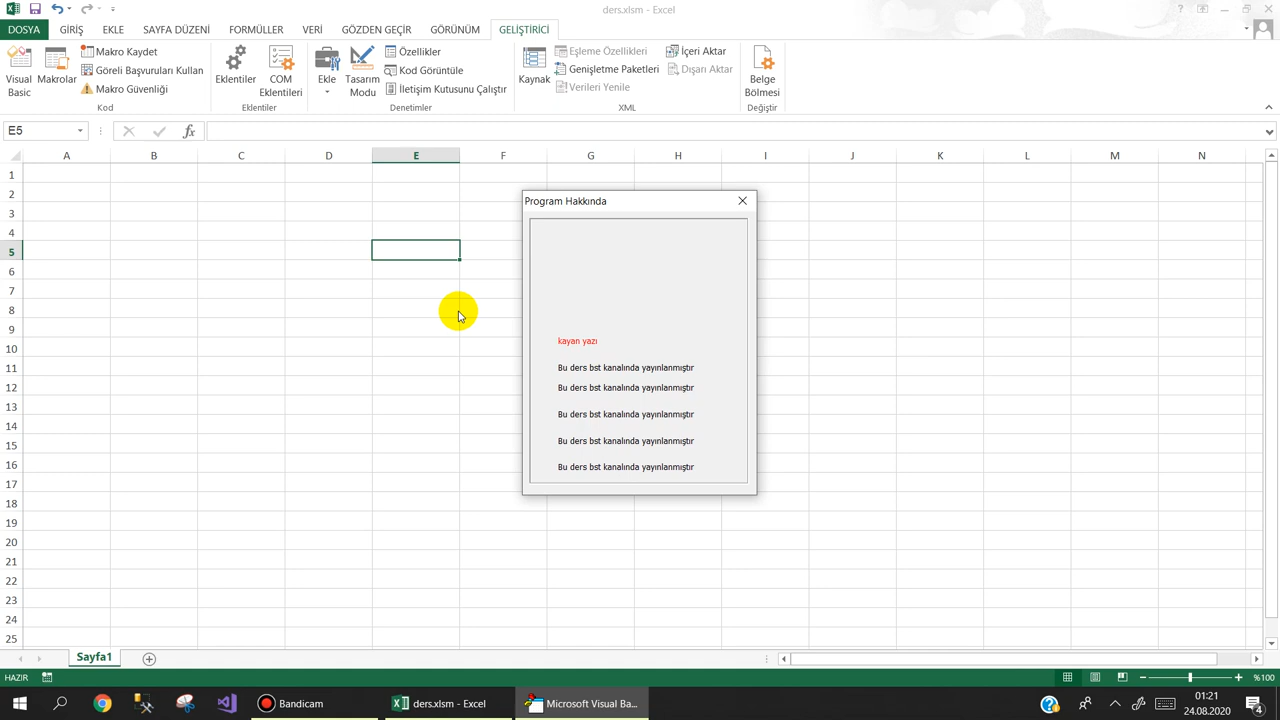 ders.xlsm - Excel
DOSYA GİRİŞ EKLE SAYFA DÜZENİ FORMÜLLER VERİ GÖZDEN GEÇİR GÖRÜNÜM GELİŞTİRİCİ
Visual Basic
Makrolar
Makro Kaydet
Göreli Başvuruları Kullan
Makro Güvenliği
Kod
Eklentiler
COM Eklentileri
Eklentiler
Ekle
Tasarım Modu
Özellikler
Kod Görüntüle
İletişim Kutusunu Çalıştır
Denetimler
Kaynak
Eşleme Özellikleri
Genişletme Paketleri
Verileri Yenile
İçeri Aktar
Dışarı Aktar
XML
Belge Bölmesi
Değiştir
E5
fx
A B C D E F G H I J K L M N
1
2
3
4
5
6
7
8
9
10
11
12
13
14
15
16
17
18
19
20
21
22
23
24
25
Program Hakkında
kayan yazı
Bu ders bst kanalında yayınlanmıştır
Bu ders bst kanalında yayınlanmıştır
Bu ders bst kanalında yayınlanmıştır
Bu ders bst kanalında yayınlanmıştır
Bu ders bst kanalında yayınlanmıştır
Sayfa1
HAZIR
%100
Bandicam
ders.xlsm - Excel
Microsoft Visual Ba...
01:21
24.08.2020
4